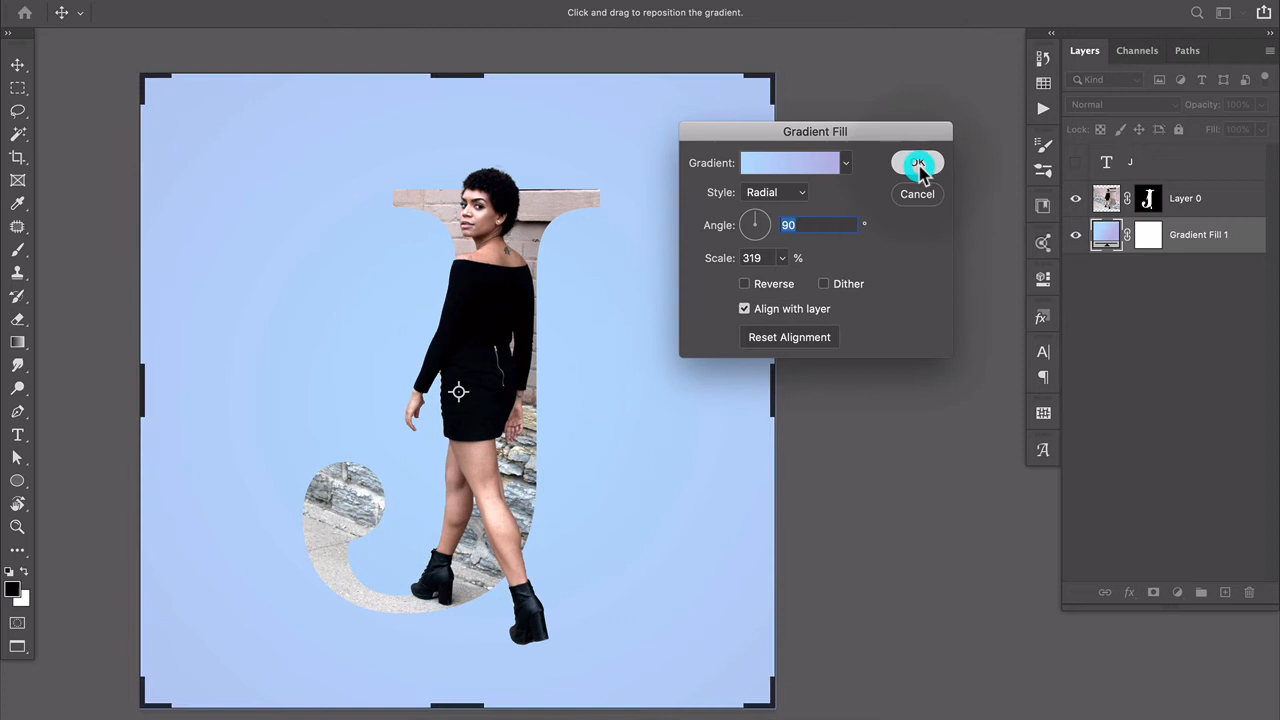 Click and drag to reposition the gradient.
Layers Channels Paths
Kind
Normal Opacity: 100%
Lock: Fill: 100%
T J
Layer 0
Gradient Fill 1
Gradient Fill
Gradient: OK
Style: Radial Cancel
Angle: 90 °
Scale: 319 %
Reverse Dither
Align with layer
Reset Alignment